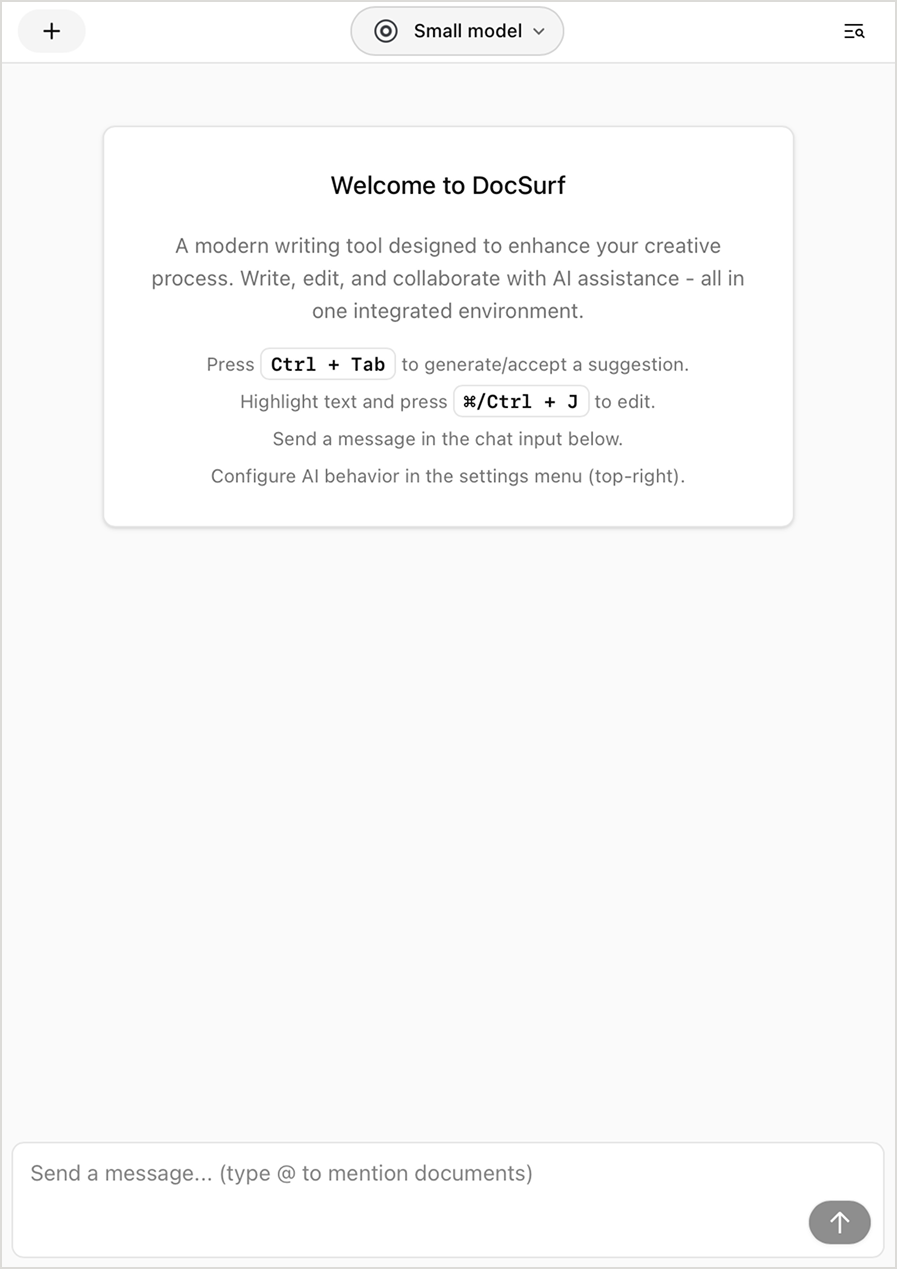 Small model
Welcome to DocSurf
A modern writing tool designed to enhance your creative
process. Write, edit, and collaborate with AI assistance - all in
one integrated environment.
Press Ctrl + Tab to generate/accept a suggestion.
Highlight text and press ⌘/Ctrl + J to edit.
Send a message in the chat input below.
Configure AI behavior in the settings menu (top-right).
Send a message... (type @ to mention documents)